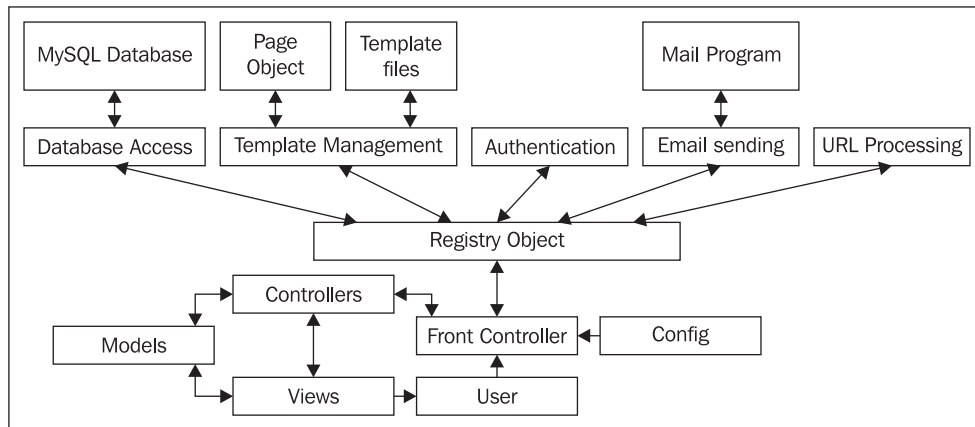 MySQL Database
Page
Object
Template
files
Mail Program
Database Access
Template Management
Authentication
Email sending
URL Processing
Registry Object
Controllers
Models
Front Controller
Config
Views
User